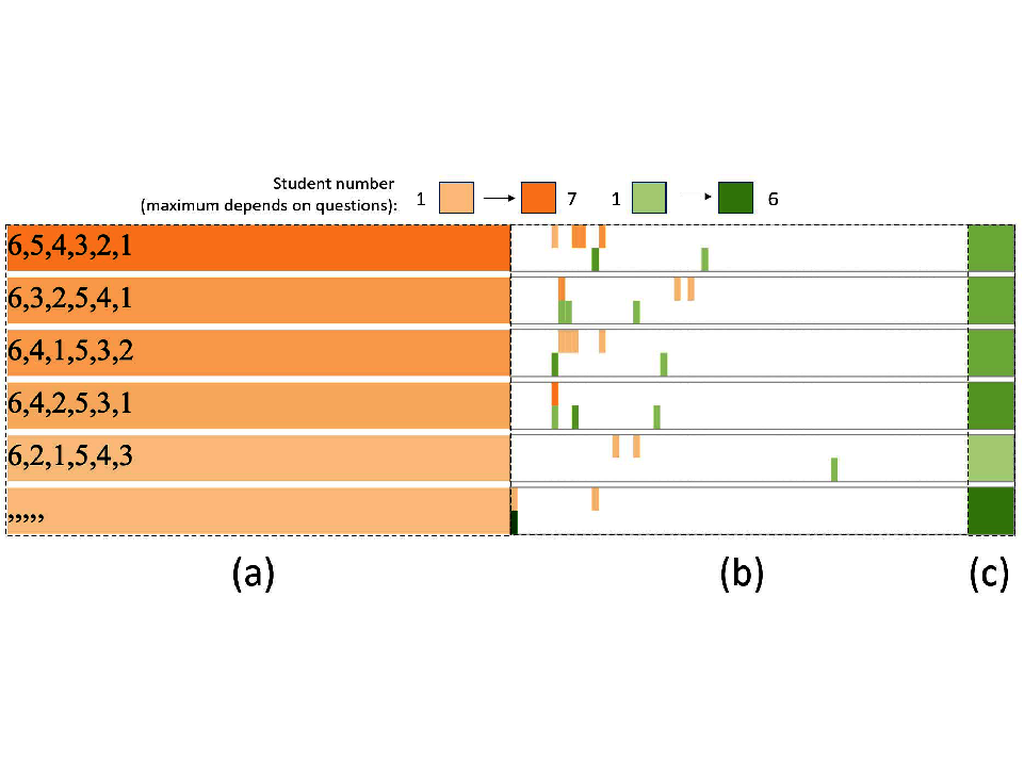 Student number
(maximum depends on questions): 1 7 1 6
6,5,4,3,2,1
6,3,2,5,4,1
6,4,1,5,3,2
6,4,2,5,3,1
6,2,1,5,4,3
,,,,,
(a) (b) (c)